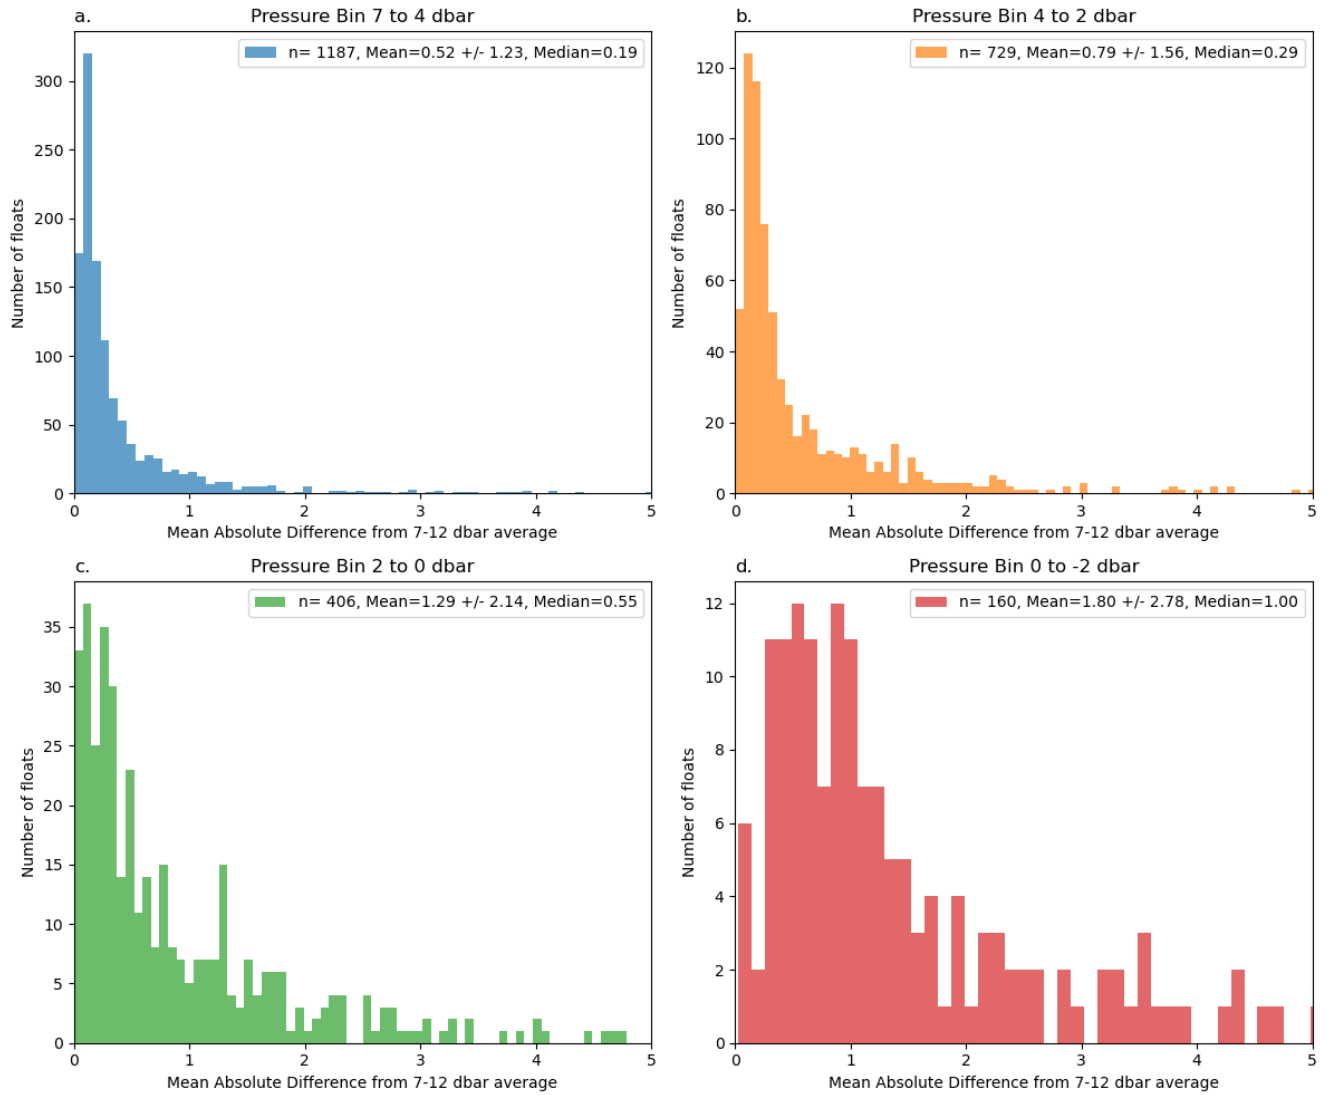 a.
Pressure Bin 7 to 4 dbar
n= 1187, Mean=0.52 +/- 1.23, Median=0.19
300
250
200
150
100
50
0
Number of floats
0 1 2 3 4 5
Mean Absolute Difference from 7-12 dbar average
b.
Pressure Bin 4 to 2 dbar
n= 729, Mean=0.79 +/- 1.56, Median=0.29
120
100
80
60
40
20
0
Number of floats
0 1 2 3 4 5
Mean Absolute Difference from 7-12 dbar average
c.
Pressure Bin 2 to 0 dbar
n= 406, Mean=1.29 +/- 2.14, Median=0.55
35
30
25
20
15
10
5
0
Number of floats
0 1 2 3 4 5
Mean Absolute Difference from 7-12 dbar average
d.
Pressure Bin 0 to -2 dbar
n= 160, Mean=1.80 +/- 2.78, Median=1.00
12
10
8
6
4
2
0
Number of floats
0 1 2 3 4 5
Mean Absolute Difference from 7-12 dbar average